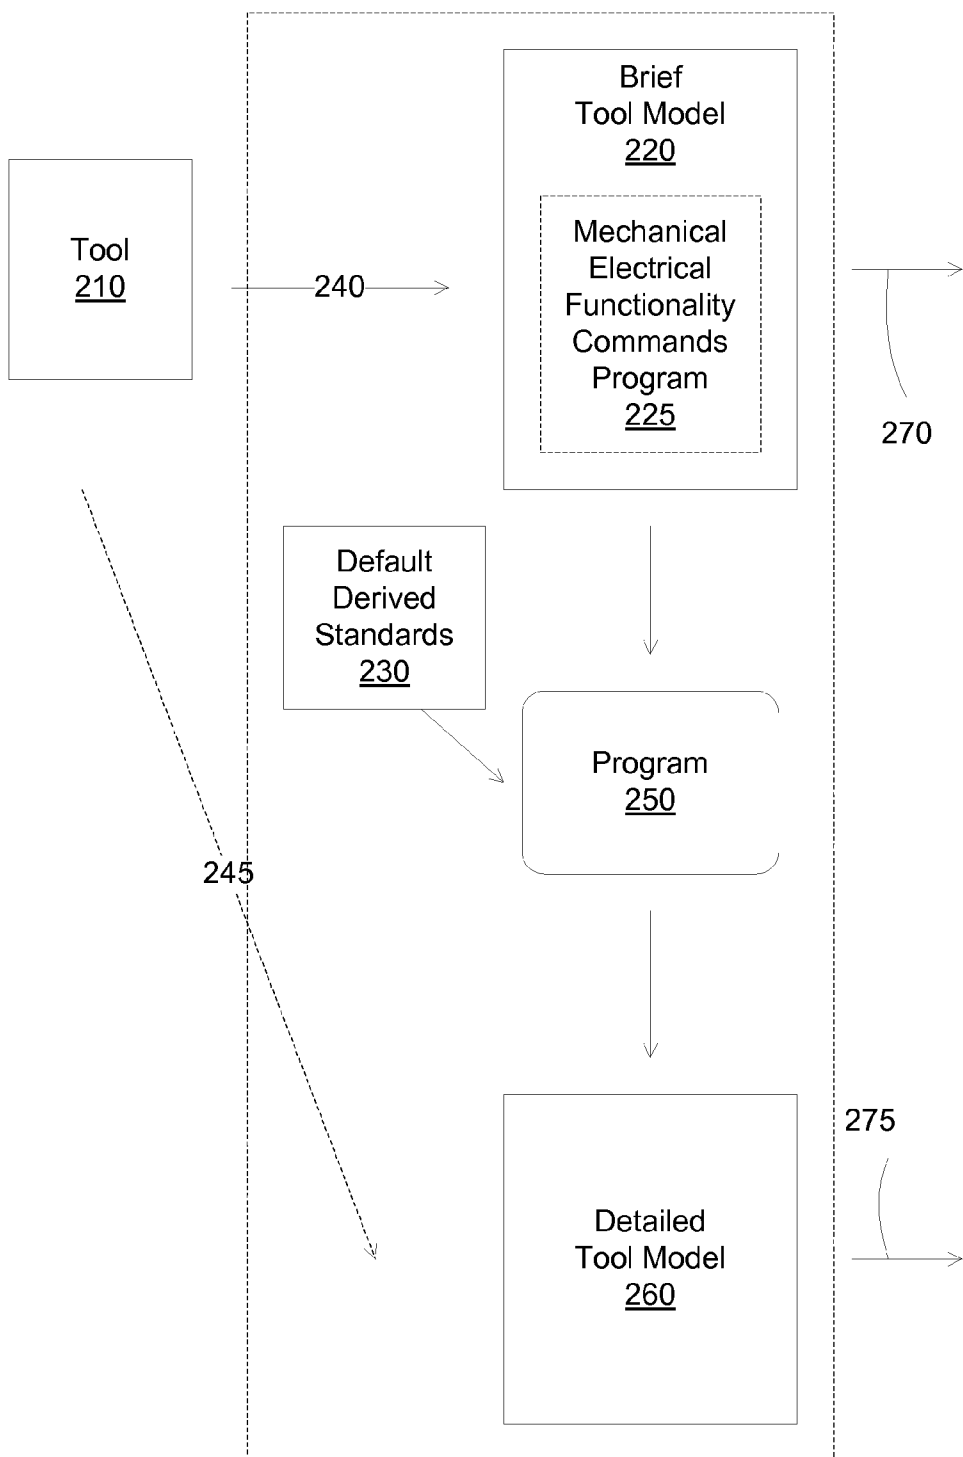 Brief
Tool Model
220
Tool
210
240
Mechanical
Electrical
Functionality
Commands
Program
225
270
Default
Derived
Standards
230
Program
250
245
275
Detailed
Tool Model
260